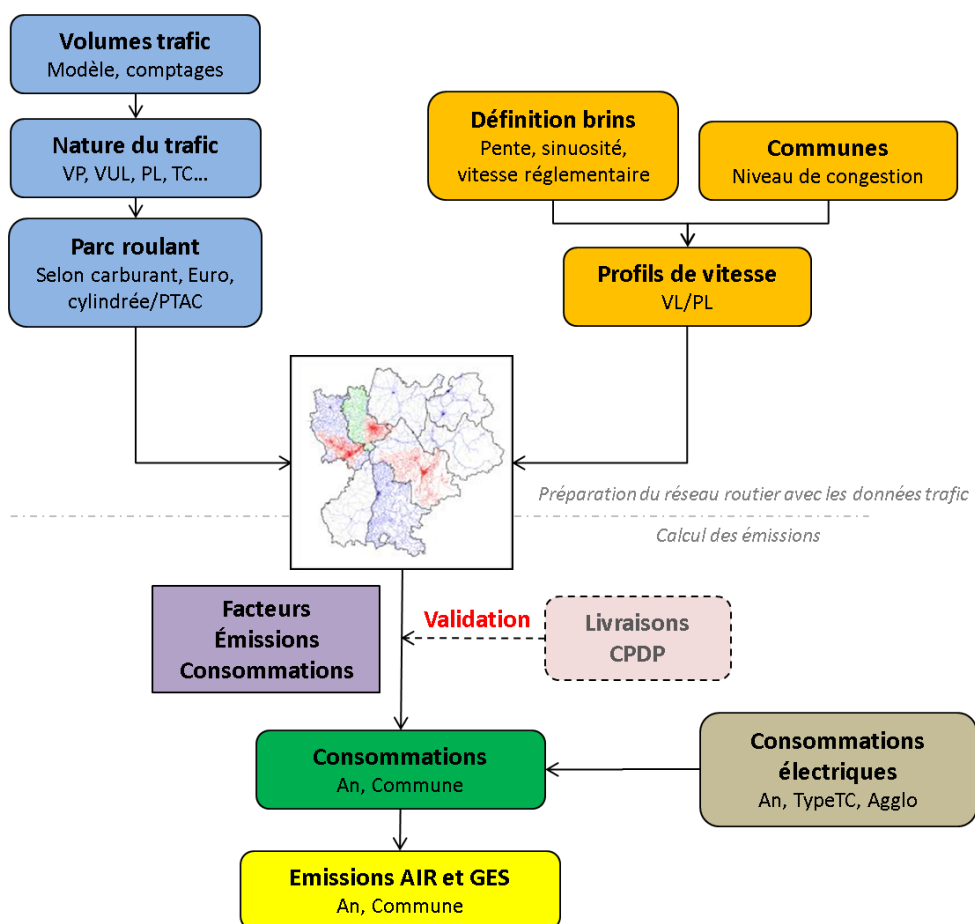 Volumes trafic
Modèle, comptages
Nature du trafic
VP, VUL, PL, TC...
Parc roulant
Selon carburant, Euro,
cylindrée/PTAC
Définition brins
Pente, sinuosité,
vitesse réglementaire
Communes
Niveau de congestion
Profils de vitesse
VL/PL
Préparation du réseau routier avec les données trafic
Calcul des émissions
Facteurs
Émissions
Consommations
Validation
Livraisons
CPDP
Consommations
An, Commune
Consommations
électriques
An, TypeTC, Agglo
Emissions AIR et GES
An, Commune